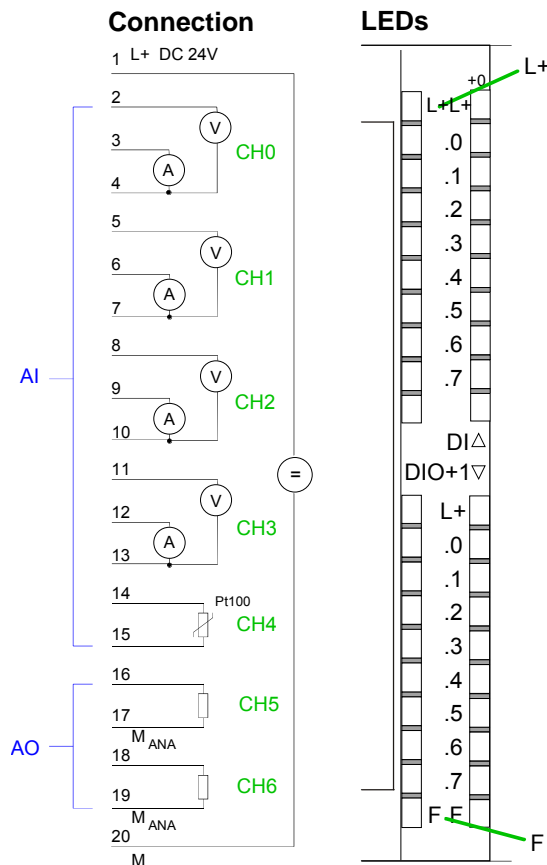 Connection
1 L+ DC 24V
2
V
3
CH0
A
4
5
V
6
CH1
A
7
8
V
AI
9
CH2
A
10
11
=
V
12
CH3
A
13
14
Pt100
CH4
15
16
CH5
17
M ANA
AO
18
CH6
19
M ANA
20
M
LEDs
L+
+0
L+L+
.0
.1
.2
.3
.4
.5
.6
.7
DI△
DIO+1▽
L+
.0
.1
.2
.3
.4
.5
.6
.7
F F
F